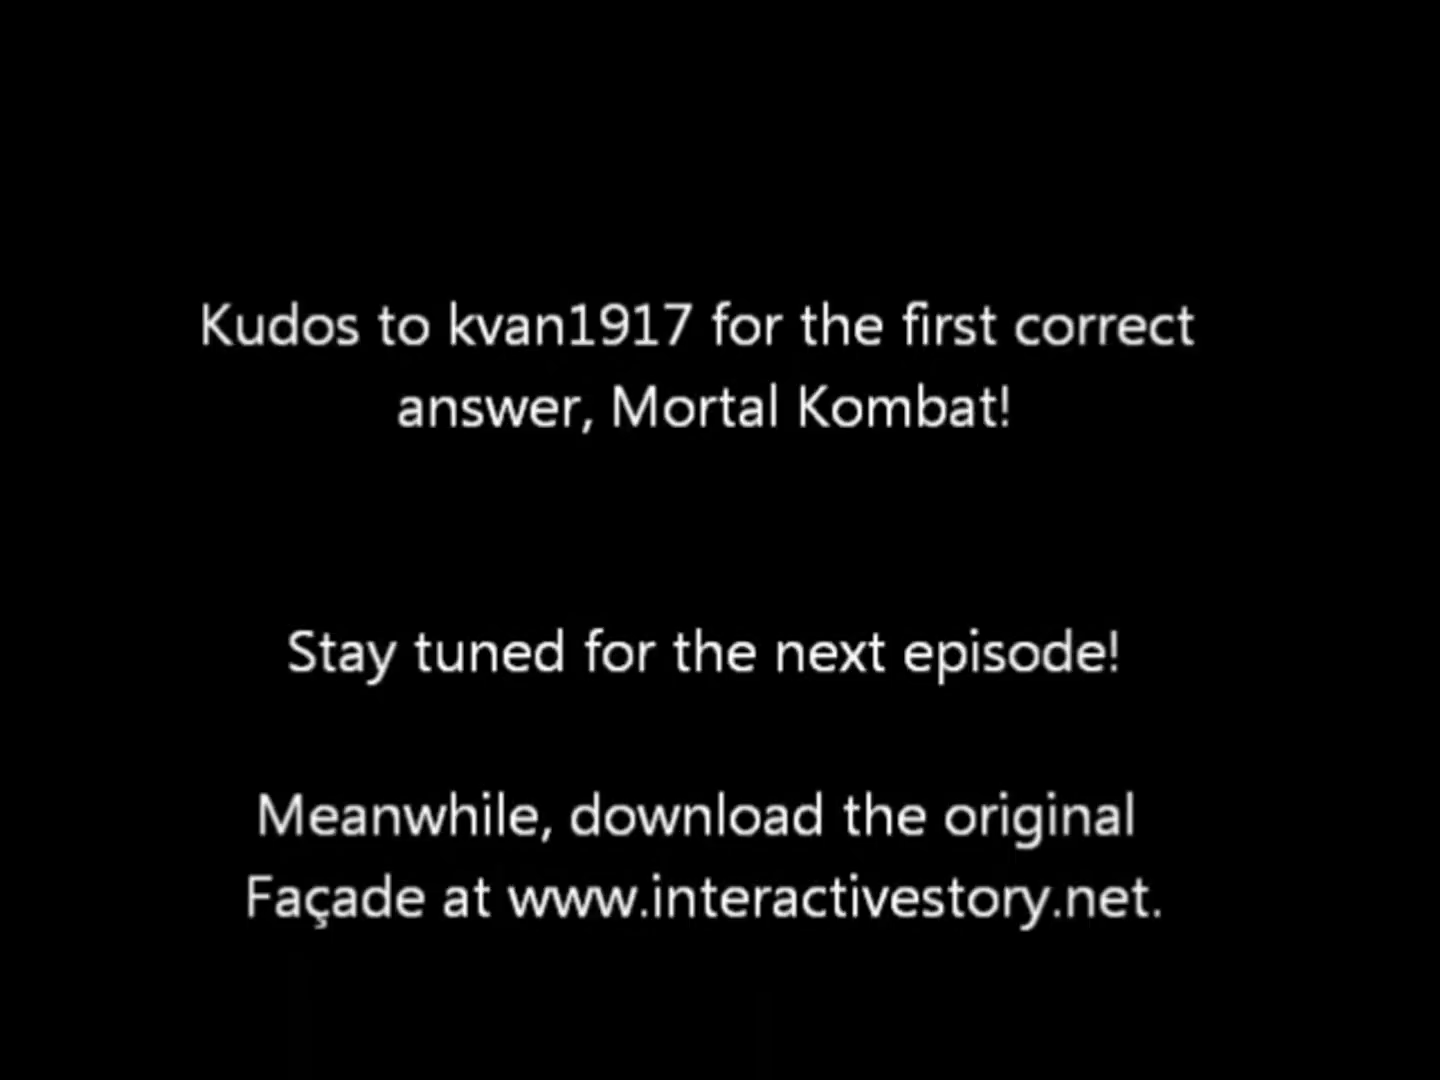 Kudos to kvan1917 for the first correct
answer, Mortal Kombat!
Stay tuned for the next episode!
Meanwhile, download the original
Façade at www.interactivestory.net.